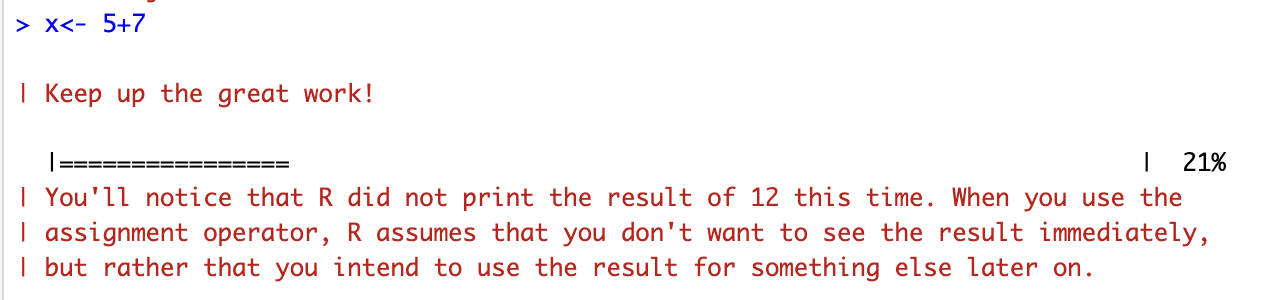 > x<- 5+7
| Keep up the great work!
|================ | 21%
| You'll notice that R did not print the result of 12 this time. When you use the
| assignment operator, R assumes that you don't want to see the result immediately,
| but rather that you intend to use the result for something else later on.